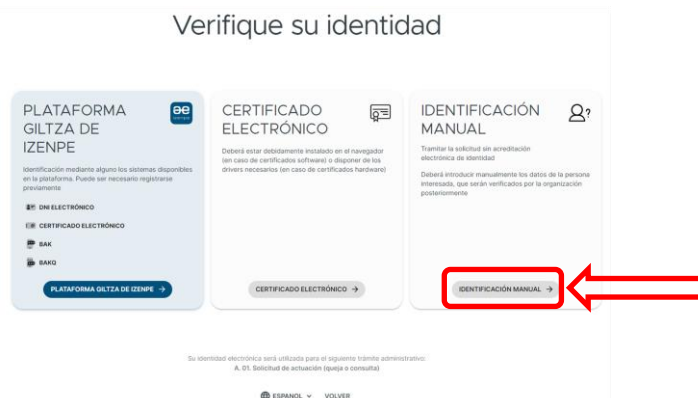 Verifique su identidad
PLATAFORMA
GILTZA DE
IZENPE
izenpe
Identificación mediante alguno los sistemas disponibles
en la plataforma. Puede ser necesario registrarse
previamente
DNI ELECTRÓNICO
CERTIFICADO ELECTRÓNICO
BAK
BAKQ
PLATAFORMA GILTZA DE IZENPE →
CERTIFICADO
ELECTRÓNICO
Deberá estar debidamente instalado en el navegador
(en caso de certificados software) o disponer de los
drivers necesarios (en caso de certificados hardware)
CERTIFICADO ELECTRÓNICO →
IDENTIFICACIÓN
MANUAL
Tramitar la solicitud sin acreditación
electrónica de identidad
Deberá introducir manualmente los datos de la persona
interesada, que serán verificados por la organización
posteriormente
IDENTIFICACIÓN MANUAL →
Su identidad electrónica será utilizada para el siguiente trámite administrativo:
A. 01. Solicitud de actuación (queja o consulta)
ESPAÑOL VOLVER